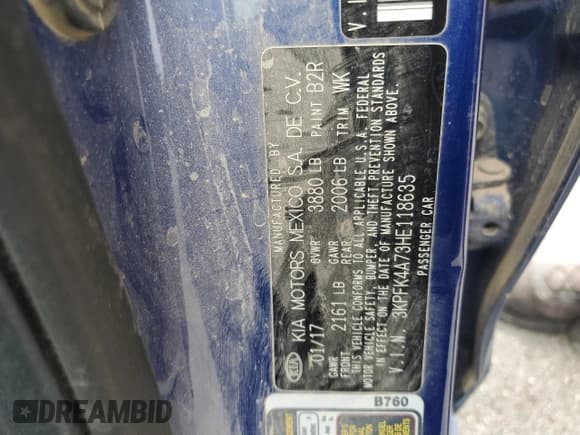 V.I
MANUFACTURED BY
KIA KIA MOTORS MEXICO S.A. DE C.V.
01/17 GVWR 3880 LB PAINT B2R
GAWR FRONT 2161 LB GAWR REAR 2006 LB TRIM WK
THIS VEHICLE CONFORMS TO ALL APPLICABLE U.S.A. FEDERAL
MOTOR VEHICLE SAFETY, BUMPER, AND THEFT PREVENTION STANDARDS
IN EFFECT ON THE DATE OF MANUFACTURE SHOWN ABOVE.
V.I.N. 3KPFK4A73HE118635
PASSENGER CAR
B760
DREAMBID